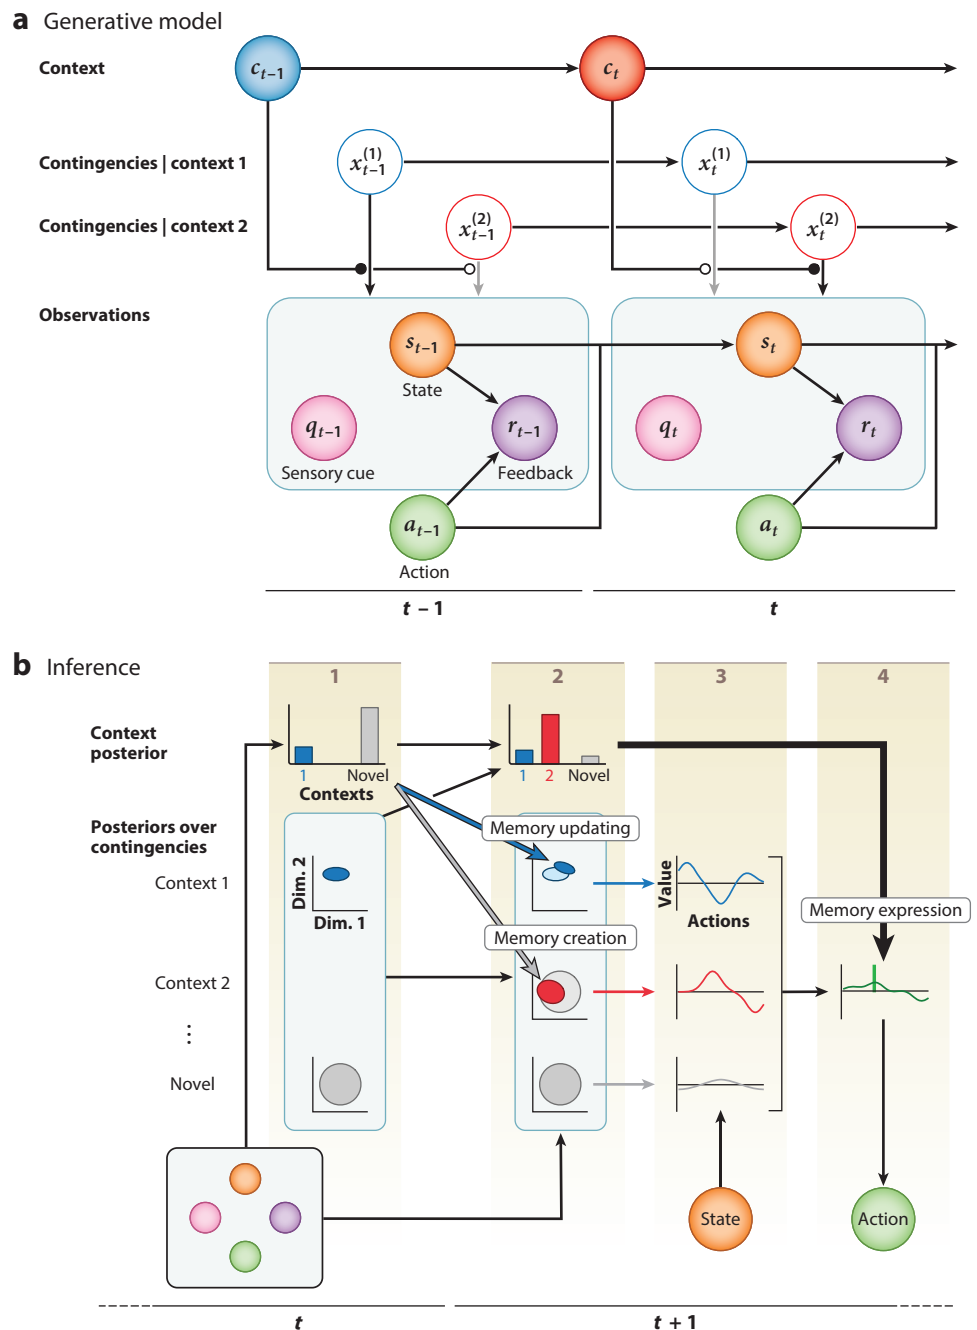 a Generative model
Context
c_{t–1}
c_t
Contingencies | context 1
x_{t–1}^{(1)}
x_t^{(1)}
Contingencies | context 2
x_{t–1}^{(2)}
x_t^{(2)}
Observations
s_{t–1}
State
s_t
q_{t–1}
Sensory cue
r_{t–1}
Feedback
q_t
r_t
a_{t–1}
Action
a_t
t – 1
t
b Inference
1
2
3
4
Context
posterior
1
Novel
Contexts
1
2
Novel
Posteriors over
contingencies
Memory updating
Context 1
Dim. 2
Dim. 1
Value
Actions
Memory expression
Memory creation
Context 2
⋮
Novel
State
Action
t
t + 1